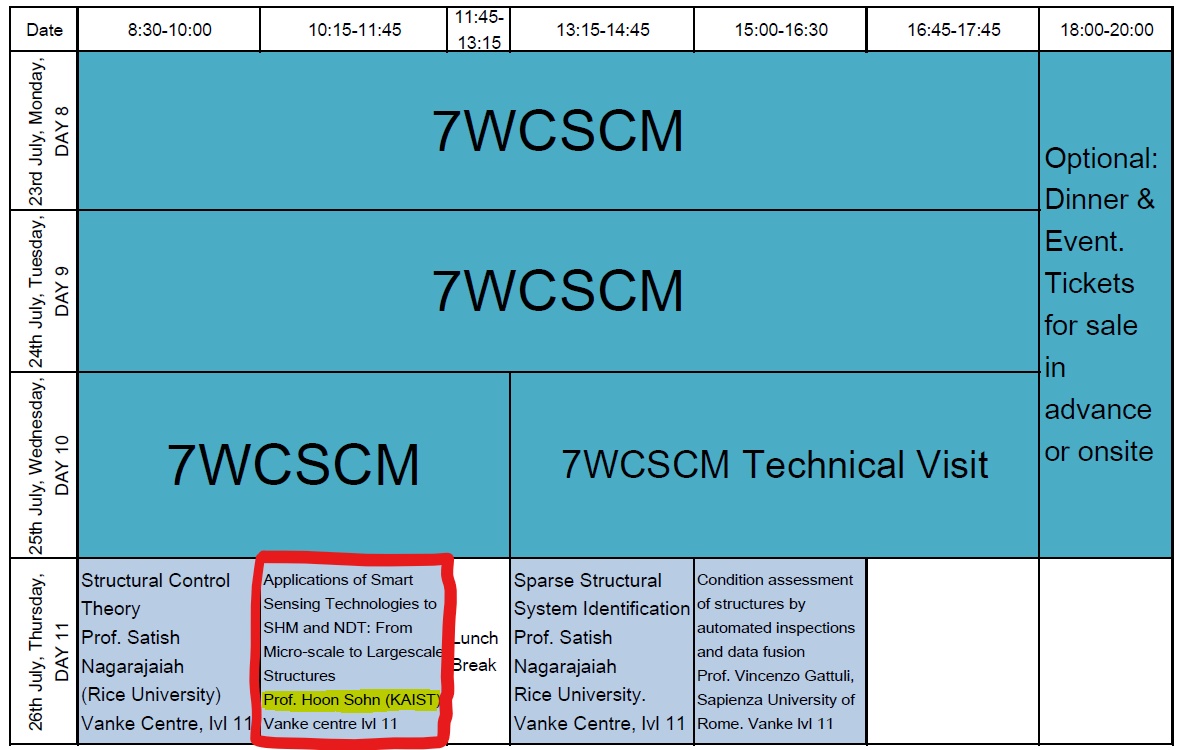 Date
8:30-10:00
10:15-11:45
11:45-
13:15
13:15-14:45
15:00-16:30
16:45-17:45
18:00-20:00
23rd July, Monday,
DAY 8
7WCSCM
Optional:
Dinner &
Event.
Tickets
for sale
in
advance
or onsite
24th July, Tuesday,
DAY 9
7WCSCM
25th July, Wednesday,
DAY 10
7WCSCM
7WCSCM Technical Visit
26th July, Thursday,
DAY 11
Structural Control
Theory
Prof. Satish
Nagarajaiah
(Rice University)
Vanke Centre, lvl 11
Applications of Smart
Sensing Technologies to
SHM and NDT: From
Micro-scale to Largescale
Structures
Prof. Hoon Sohn (KAIST)
Vanke centre lvl 11
Lunch
Break
Sparse Structural
System Identification
Prof. Satish
Nagarajaiah
Rice University.
Vanke Centre, lvl 11
Condition assessment
of structures by
automated inspections
and data fusion
Prof. Vincenzo Gattuli,
Sapienza University of
Rome. Vanke lvl 11